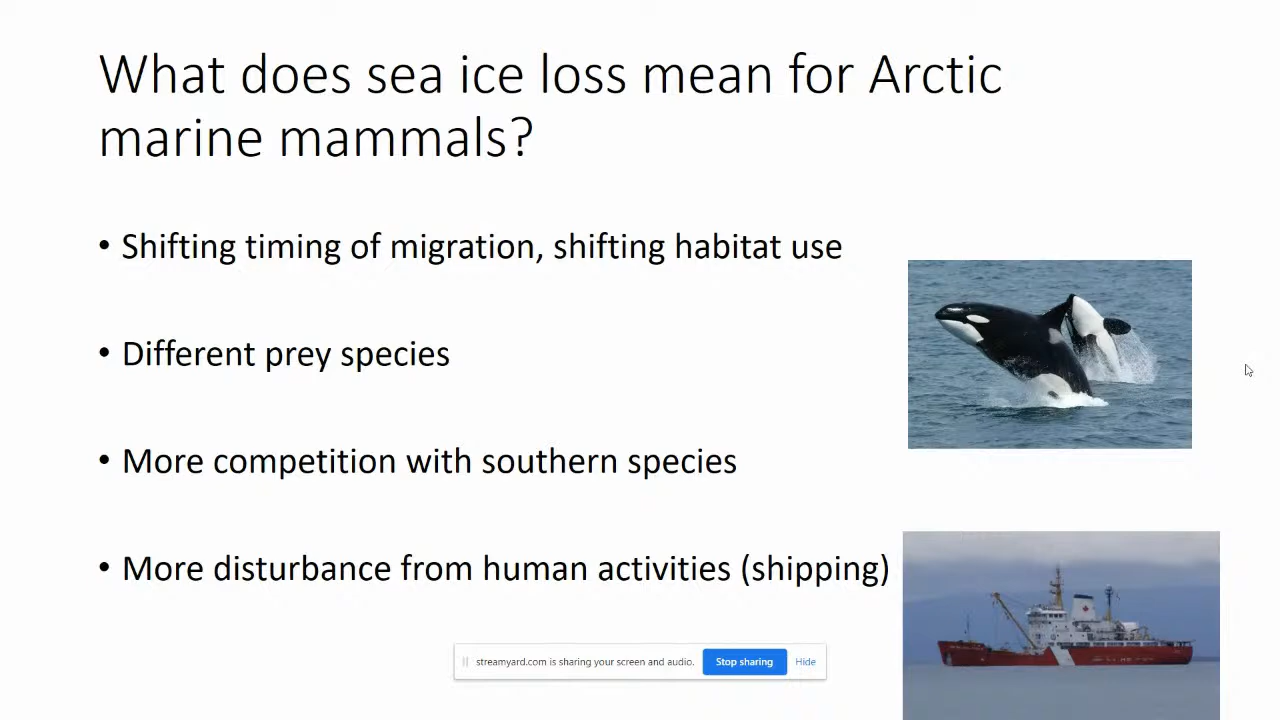 What does sea ice loss mean for Arctic
marine mammals?
• Shifting timing of migration, shifting habitat use
• Different prey species
• More competition with southern species
• More disturbance from human activities (shipping)
streamyard.com is sharing your screen and audio.
Stop sharing
Hide